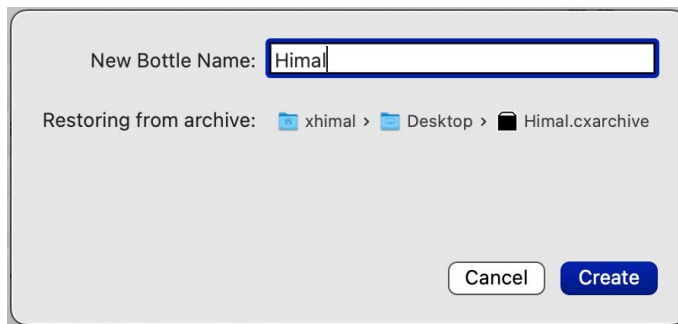 New Bottle Name: Himal
Restoring from archive: xhimal › Desktop › Himal.cxarchive
Cancel Create